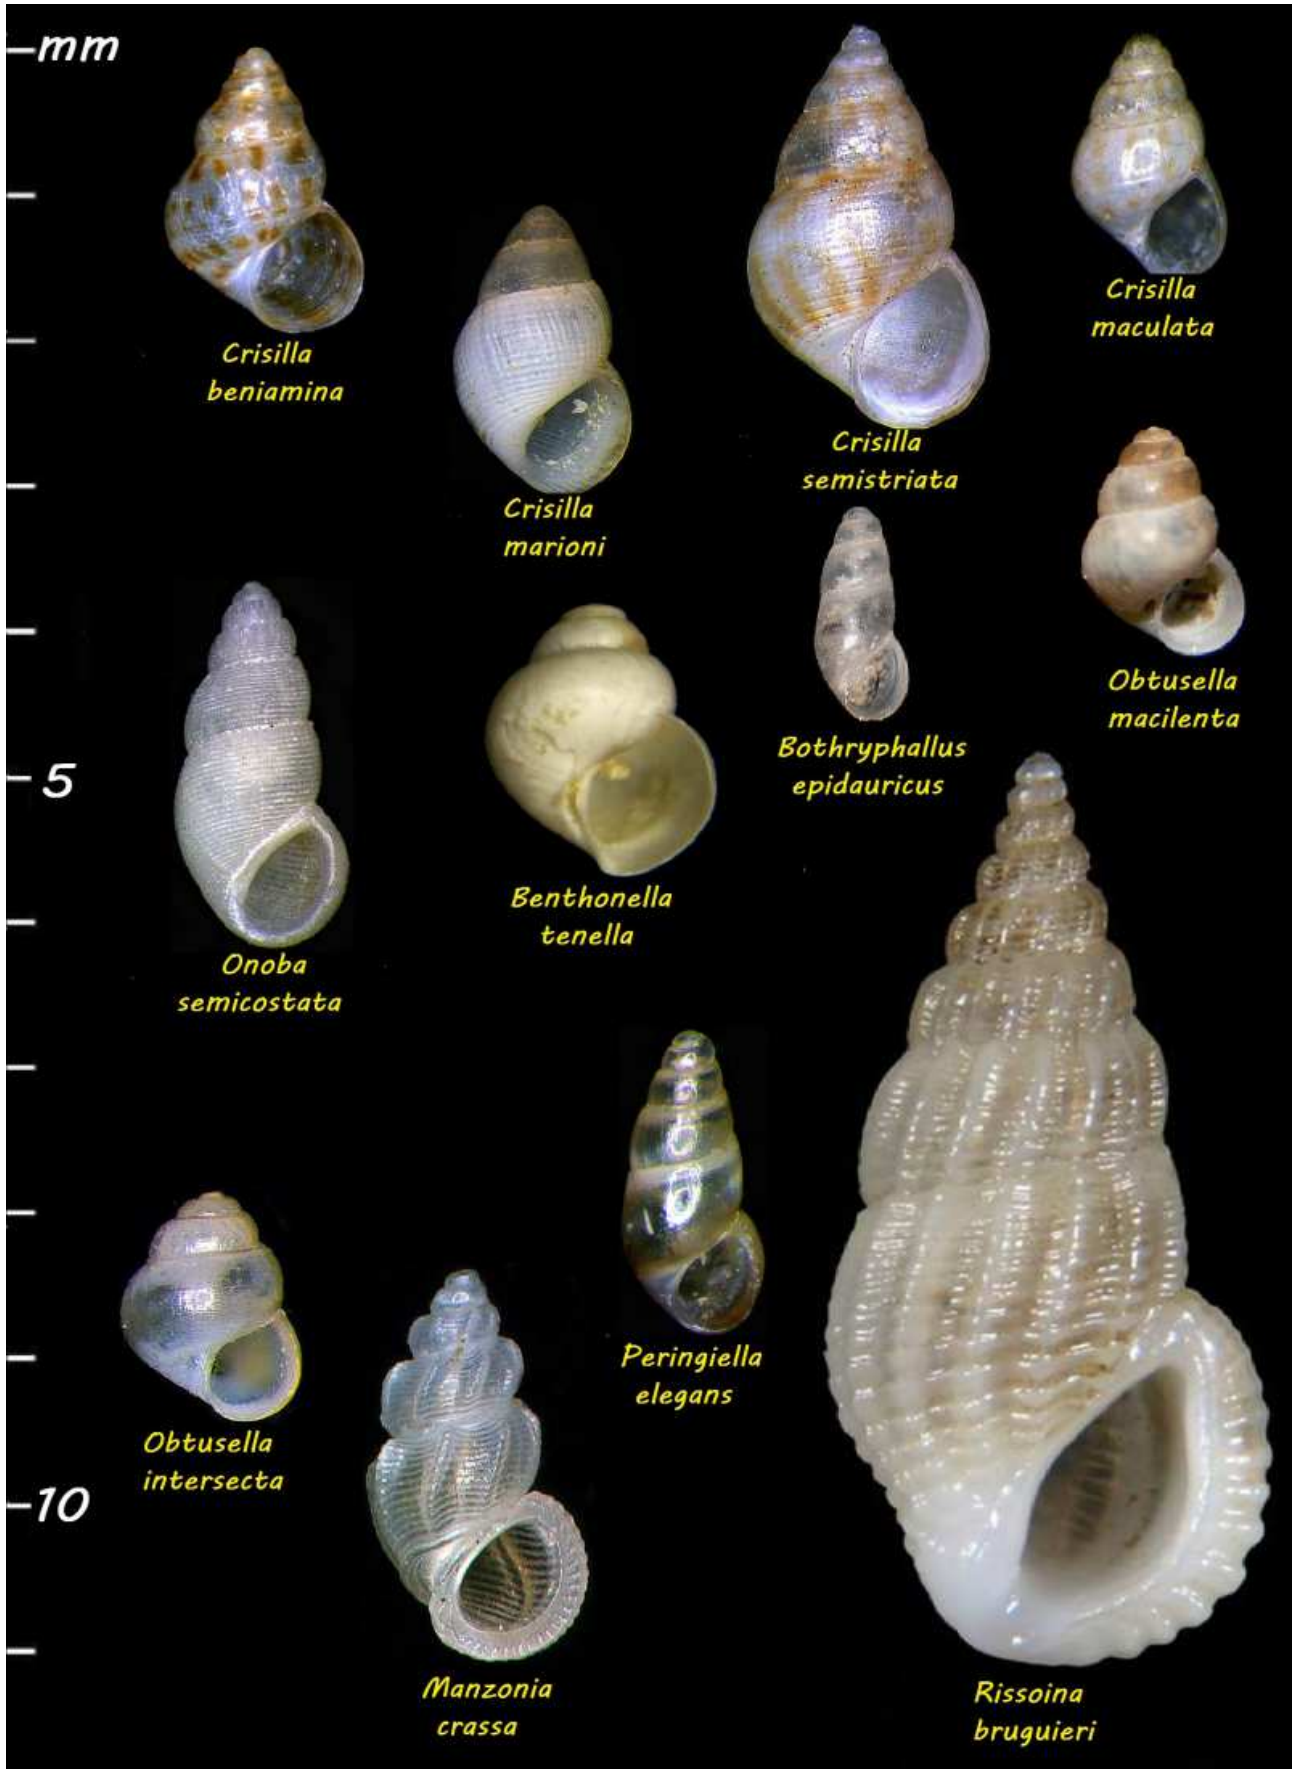 mm
Crisilla
beniamina
Crisilla
maculata
Crisilla
semistriata
Crisilla
marioni
Obtusella
macilenta
Bothryphallus
epidauricus
5
Benthonella
tenella
Onoba
semicostata
Peringiella
elegans
Obtusella
intersecta
10
Manzonia
crassa
Rissoina
bruguieri